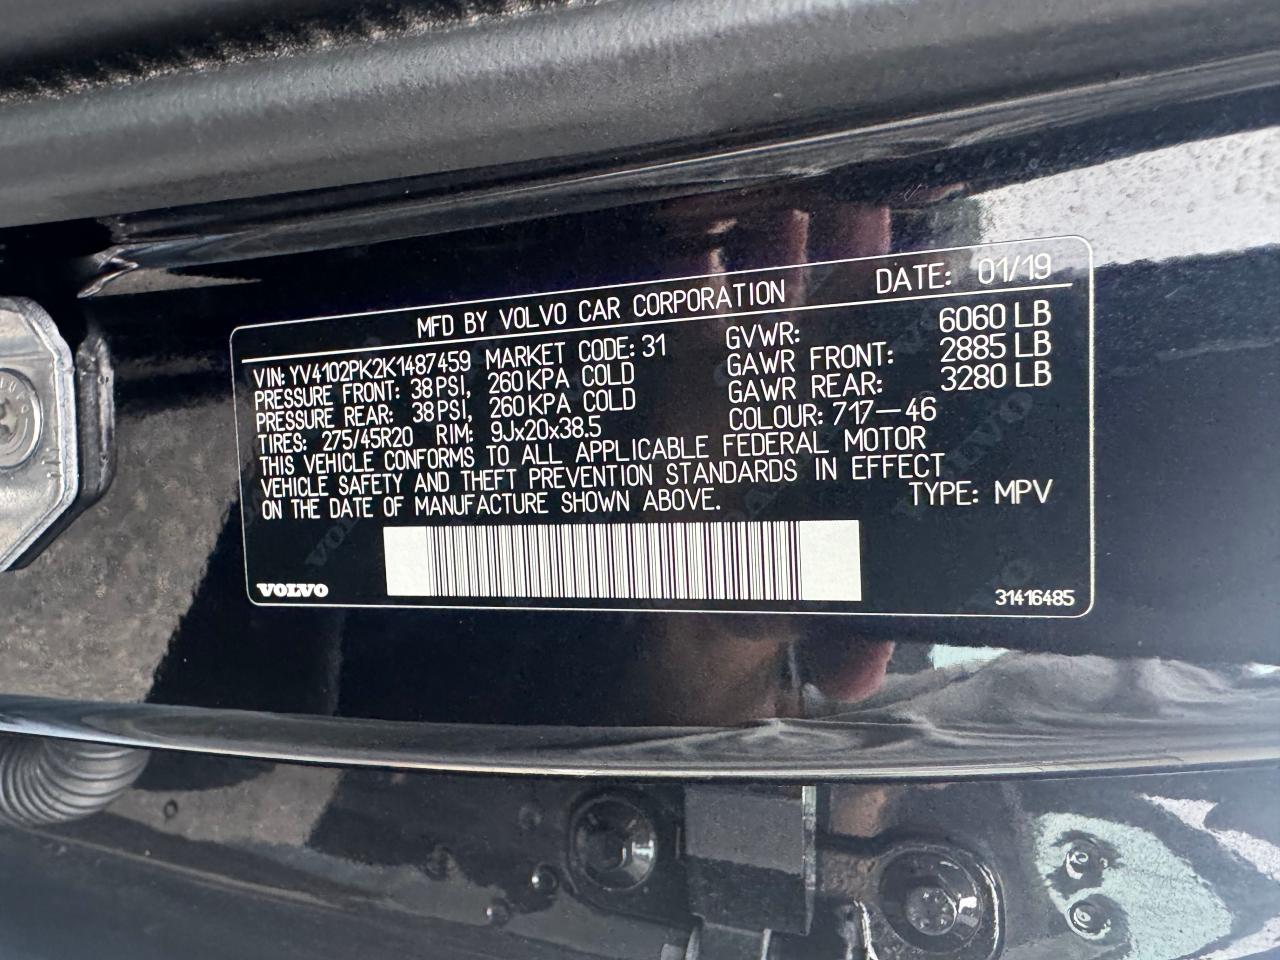 MFD BY VOLVO CAR CORPORATION DATE: 01/19
VIN: YV4102PK2K1487459 MARKET CODE: 31 GVWR: 6060 LB
PRESSURE FRONT: 38 PSI, 260 KPA COLD GAWR FRONT: 2885 LB
PRESSURE REAR: 38 PSI, 260 KPA COLD GAWR REAR: 3280 LB
TIRES: 275/45R20 RIM: 9Jx20x38.5 COLOUR: 717-46
THIS VEHICLE CONFORMS TO ALL APPLICABLE FEDERAL MOTOR
VEHICLE SAFETY AND THEFT PREVENTION STANDARDS IN EFFECT
ON THE DATE OF MANUFACTURE SHOWN ABOVE. TYPE: MPV
VOLVO 31416485